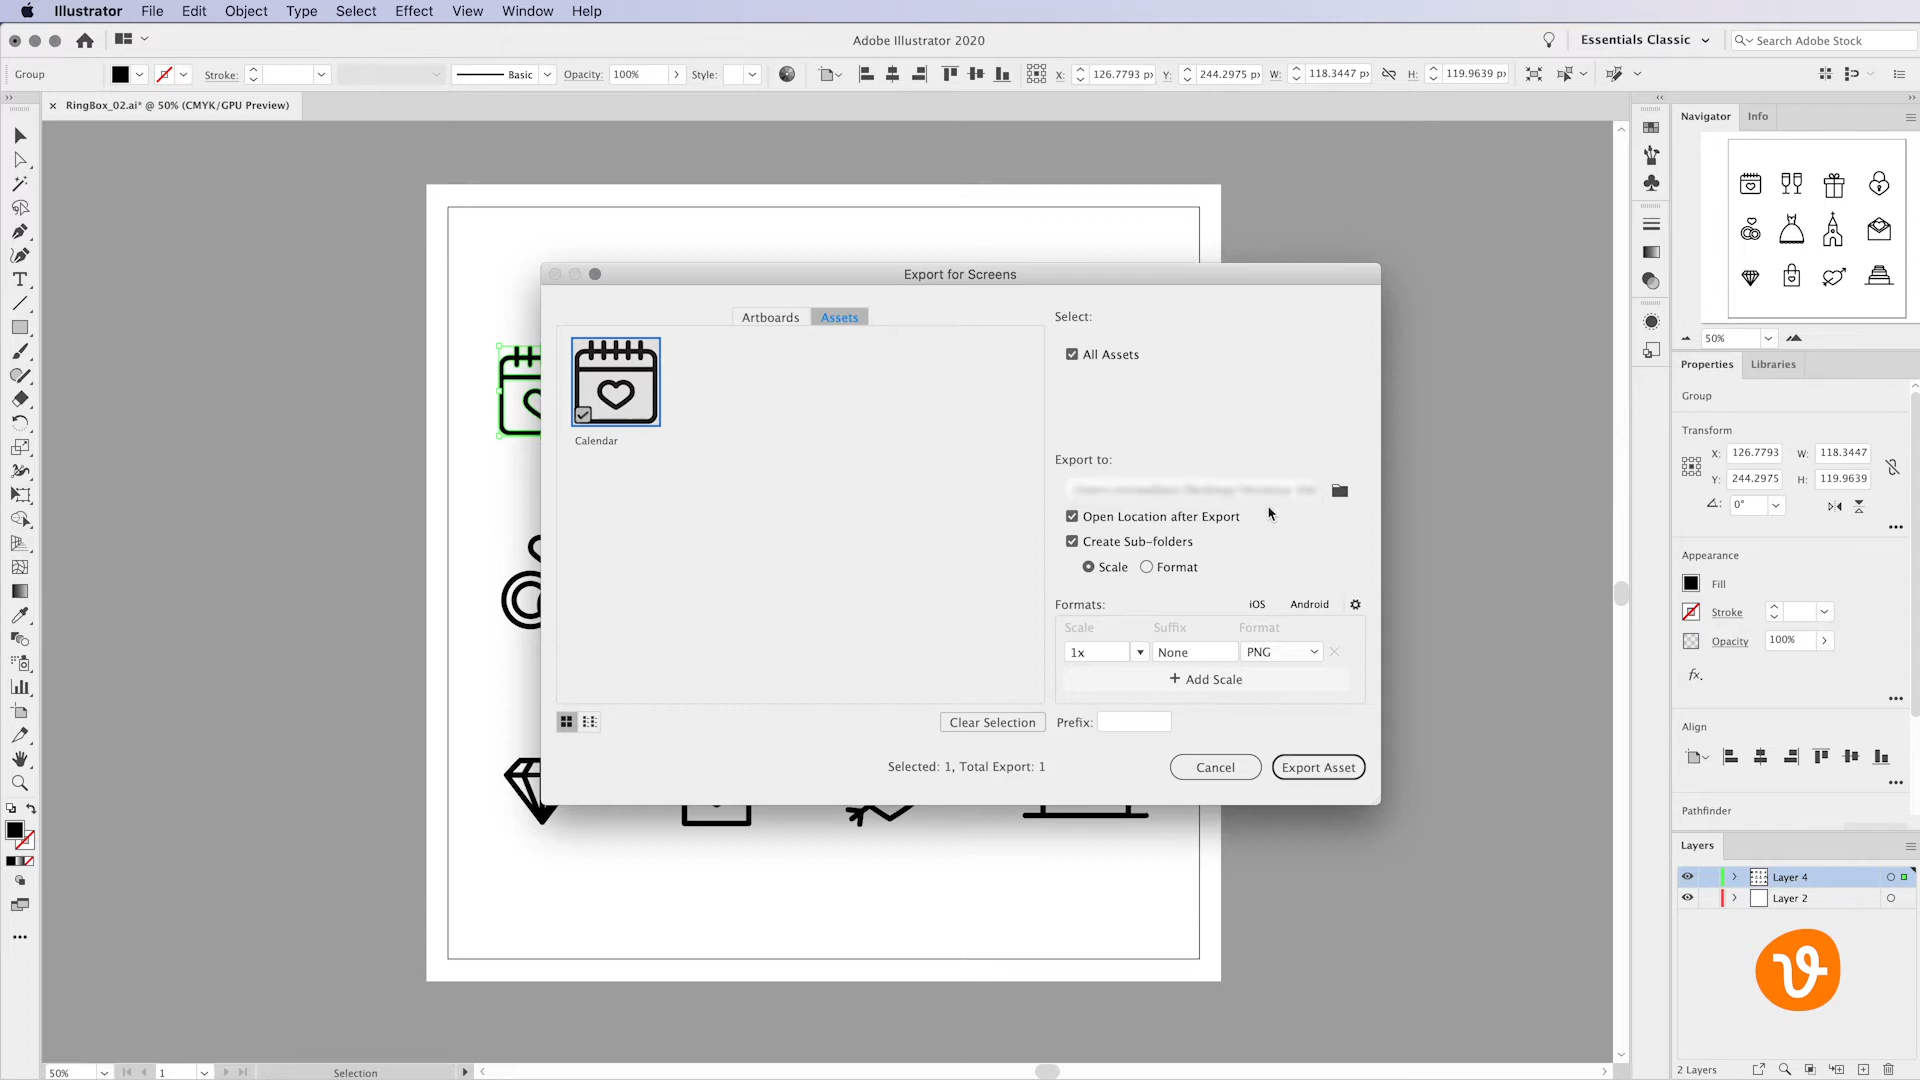 Illustrator File Edit Object Type Select Effect View Window Help
Adobe Illustrator 2020
Essentials Classic
Search Adobe Stock
Group
Stroke:
Basic
Opacity: 100%
Style:
X: 126.7793 p
Y: 244.2975 p
W: 118.3447 p
H: 119.9639 p
RingBox_02.ai* @ 50% (CMYK/GPU Preview)
Navigator Info
50%
Properties Libraries
Group
Transform
X: 126.7793 W: 118.3447
Y: 244.2975 H: 119.9639
0°
Appearance
Fill
Stroke
Opacity 100%
fx.
Align
Pathfinder
Layers
Layer 4
Layer 2
2 Layers
Export for Screens
Artboards Assets
Calendar
Clear Selection
Selected: 1, Total Export: 1
Select:
All Assets
Export to:
Open Location after Export
Create Sub-folders
Scale Format
Formats: iOS Android
Scale Suffix Format
1x None PNG
+ Add Scale
Prefix:
Cancel Export Asset
50% 1 Selection